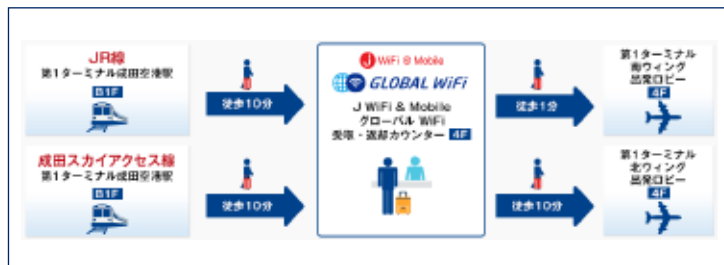 JR線
第1ターミナル成田空港駅
B1F
徒歩10分
成田スカイアクセス線
第1ターミナル成田空港駅
B1F
徒歩10分
J WiFi & Mobile
GLOBAL WiFi
J WiFi & Mobile
グローバル WiFi
受取・返却カウンター 4F
徒歩1分
第1ターミナル
南ウィング
出発ロビー
4F
徒歩10分
第1ターミナル
北ウィング
出発ロビー
4F